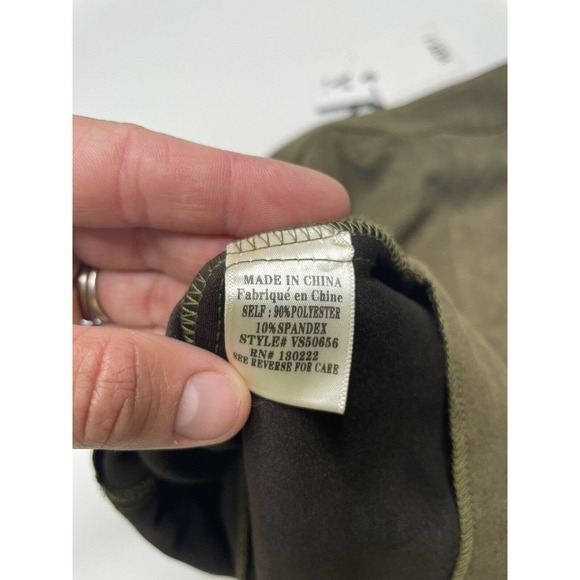 MADE IN CHINA
Fabriqué en Chine
SELF : 90%POLYESTER
10%SPANDEX
STYLE# VS50656
RN# 130222
SEE REVERSE FOR CARE